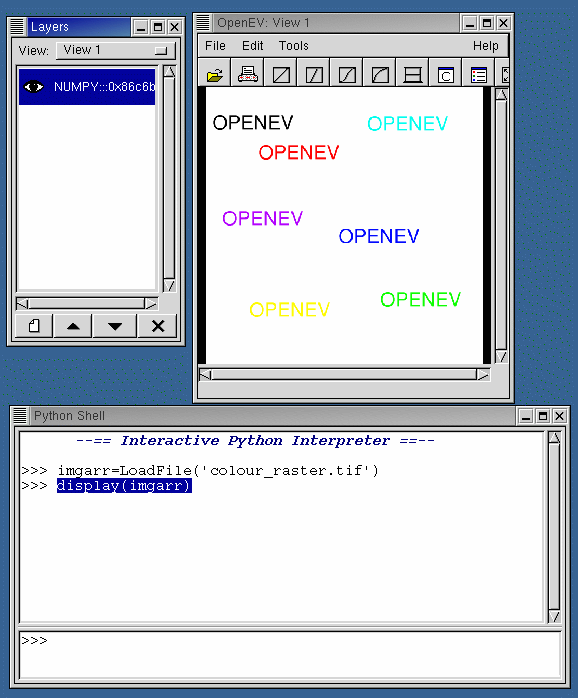 Layers
View: View 1
NUMPY:::0x86c6b
OpenEV: View 1
File Edit Tools Help
C
OPENEV OPENEV
OPENEV
OPENEV
OPENEV
OPENEV
OPENEV
Python Shell
--== Interactive Python Interpreter ==--
>>> imgarr=LoadFile('colour_raster.tif')
>>> display(imgarr)
>>>